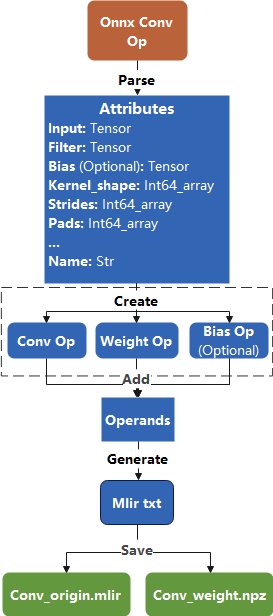 Onnx Conv
Op
Parse
Attributes
Input: Tensor
Filter: Tensor
Bias (Optional): Tensor
Kernel_shape: Int64_array
Strides: Int64_array
Pads: Int64_array
...
Name: Str
Create
Conv Op
Weight Op
Bias Op
(Optional)
Add
Operands
Generate
Mlir txt
Save
Conv_origin.mlir
Conv_weight.npz